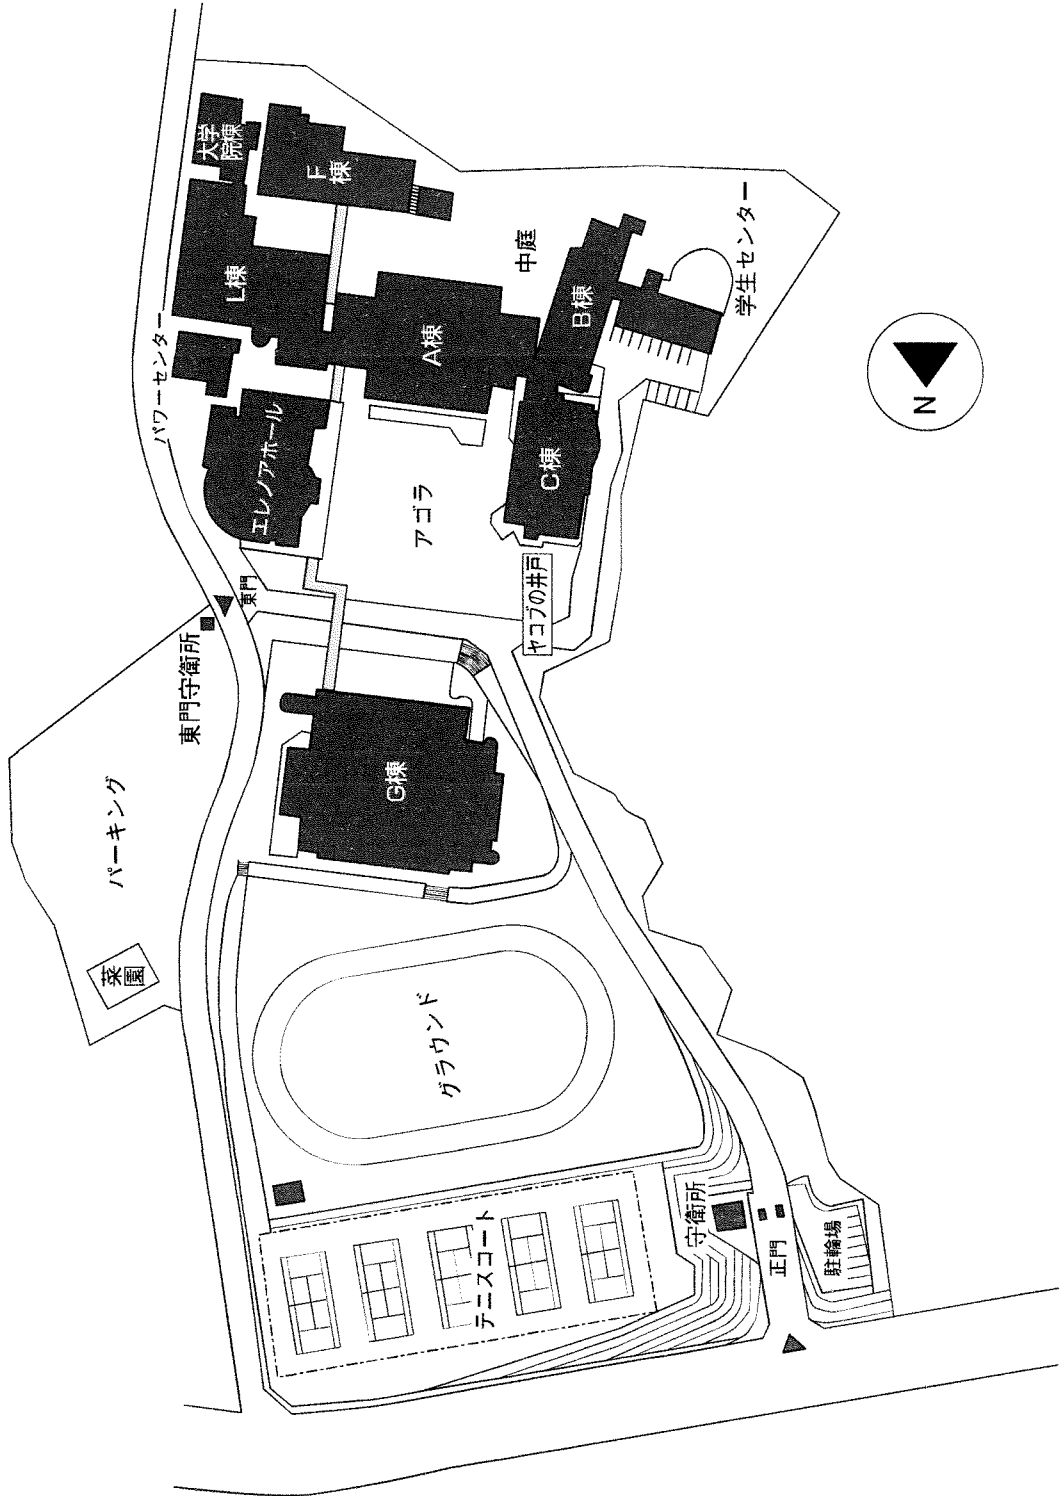 大学
院棟
F
棟
L棟
パワーセンター
A棟
中庭
B棟
学生センター
エレノアホール
アゴラ
C棟
ヤコブの井戸
東門
東門守衛所
G棟
パーキング
菜
園
グラウンド
テニスコート
守衛所
正門
駐輪場
N